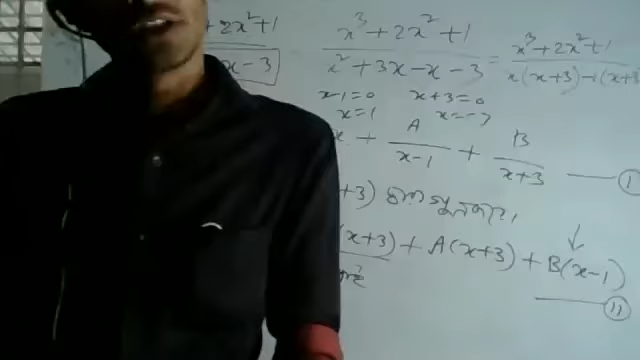 + 2x²+1 / x - 3
x³ + 2x² + 1 / x² + 3x - x - 3 = x³ + 2x² + 1 / x(x+3) -1(x+3
x-1=0 x+3=0
x=1 x=-3
x + A / x-1 + B / x+3 — I
+3)
(x+3) + A(x+3) + B(x-1)
— II